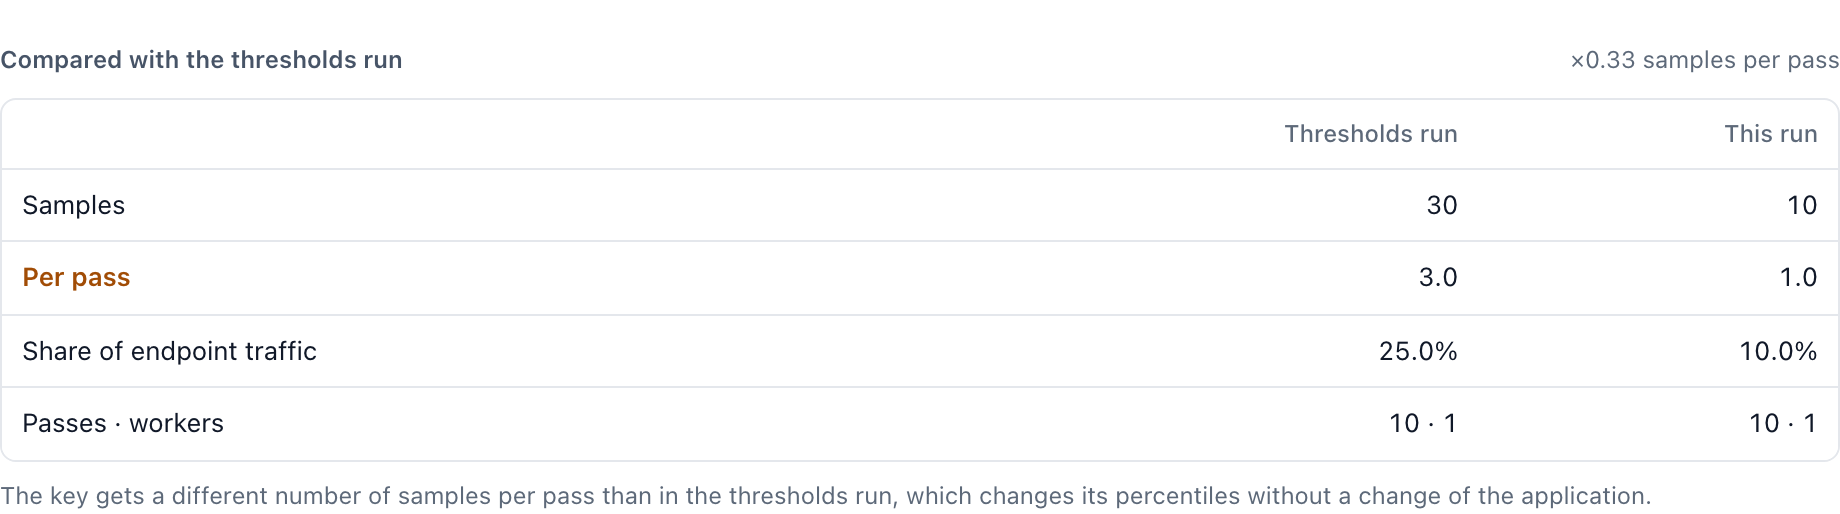 Compared with the thresholds run ×0.33 samples per pass
Thresholds run This run
Samples 30 10
Per pass 3.0 1.0
Share of endpoint traffic 25.0% 10.0%
Passes · workers 10 · 1 10 · 1
The key gets a different number of samples per pass than in the thresholds run, which changes its percentiles without a change of the application.